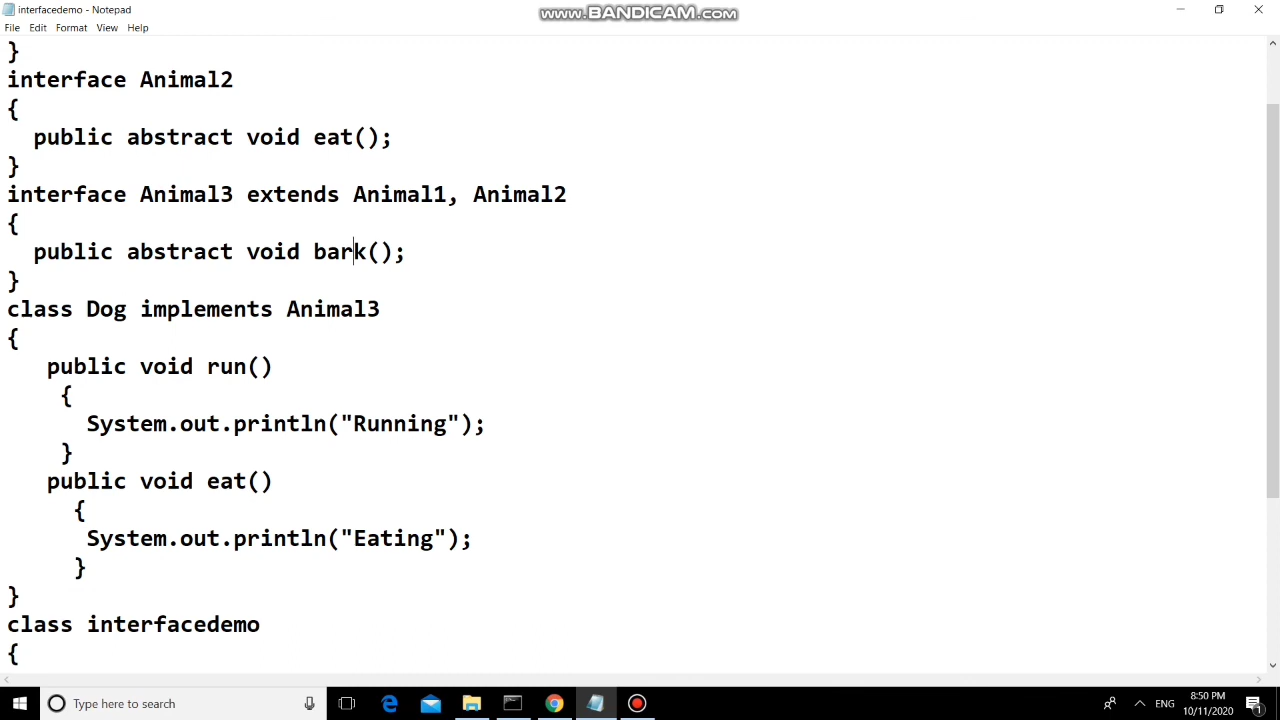 interfacedemo - Notepad
www.BANDICAM.com
File Edit Format View Help
}
interface Animal2
{
public abstract void eat();
}
interface Animal3 extends Animal1, Animal2
{
public abstract void bark();
}
class Dog implements Animal3
{
public void run()
{
System.out.println("Running");
}
public void eat()
{
System.out.println("Eating");
}
}
class interfacedemo
{
Type here to search
ENG
8:50 PM
10/11/2020
1